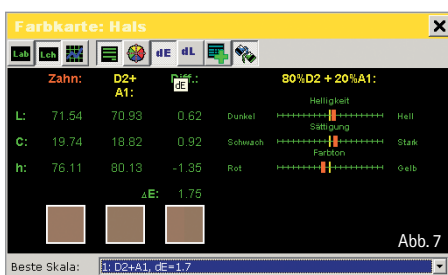 Farbkarte: Hals
Lab Lch dE dL
Zahn: D2+ A1: Diff.: 80%D2 + 20%A1:
dE
Helligkeit
L: 71.54 70.93 0.62 Dunkel Hell
Sättigung
C: 19.74 18.82 0.92 Schwach Stark
Farbton
h: 76.11 80.13 -1.35 Rot Gelb
ΔE: 1.75
Abb. 7
Beste Skala: 1: D2+A1, dE=1.7